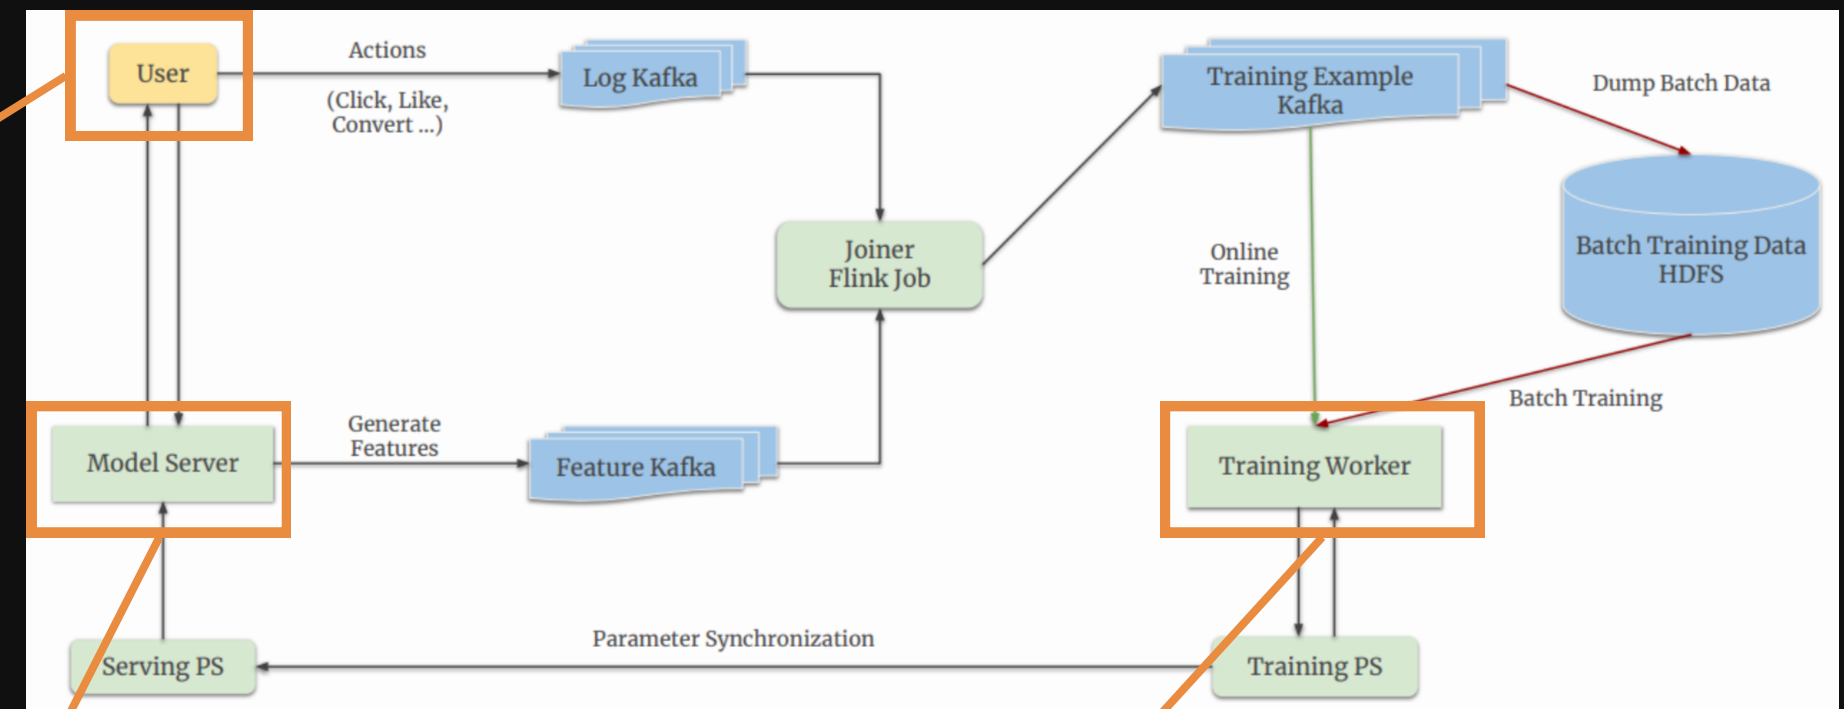 User
Actions
(Click, Like,
Convert ...)
Log Kafka
Training Example
Kafka
Dump Batch Data
Joiner
Flink Job
Online
Training
Batch Training Data
HDFS
Batch Training
Model Server
Generate
Features
Feature Kafka
Training Worker
Serving PS
Parameter Synchronization
Training PS